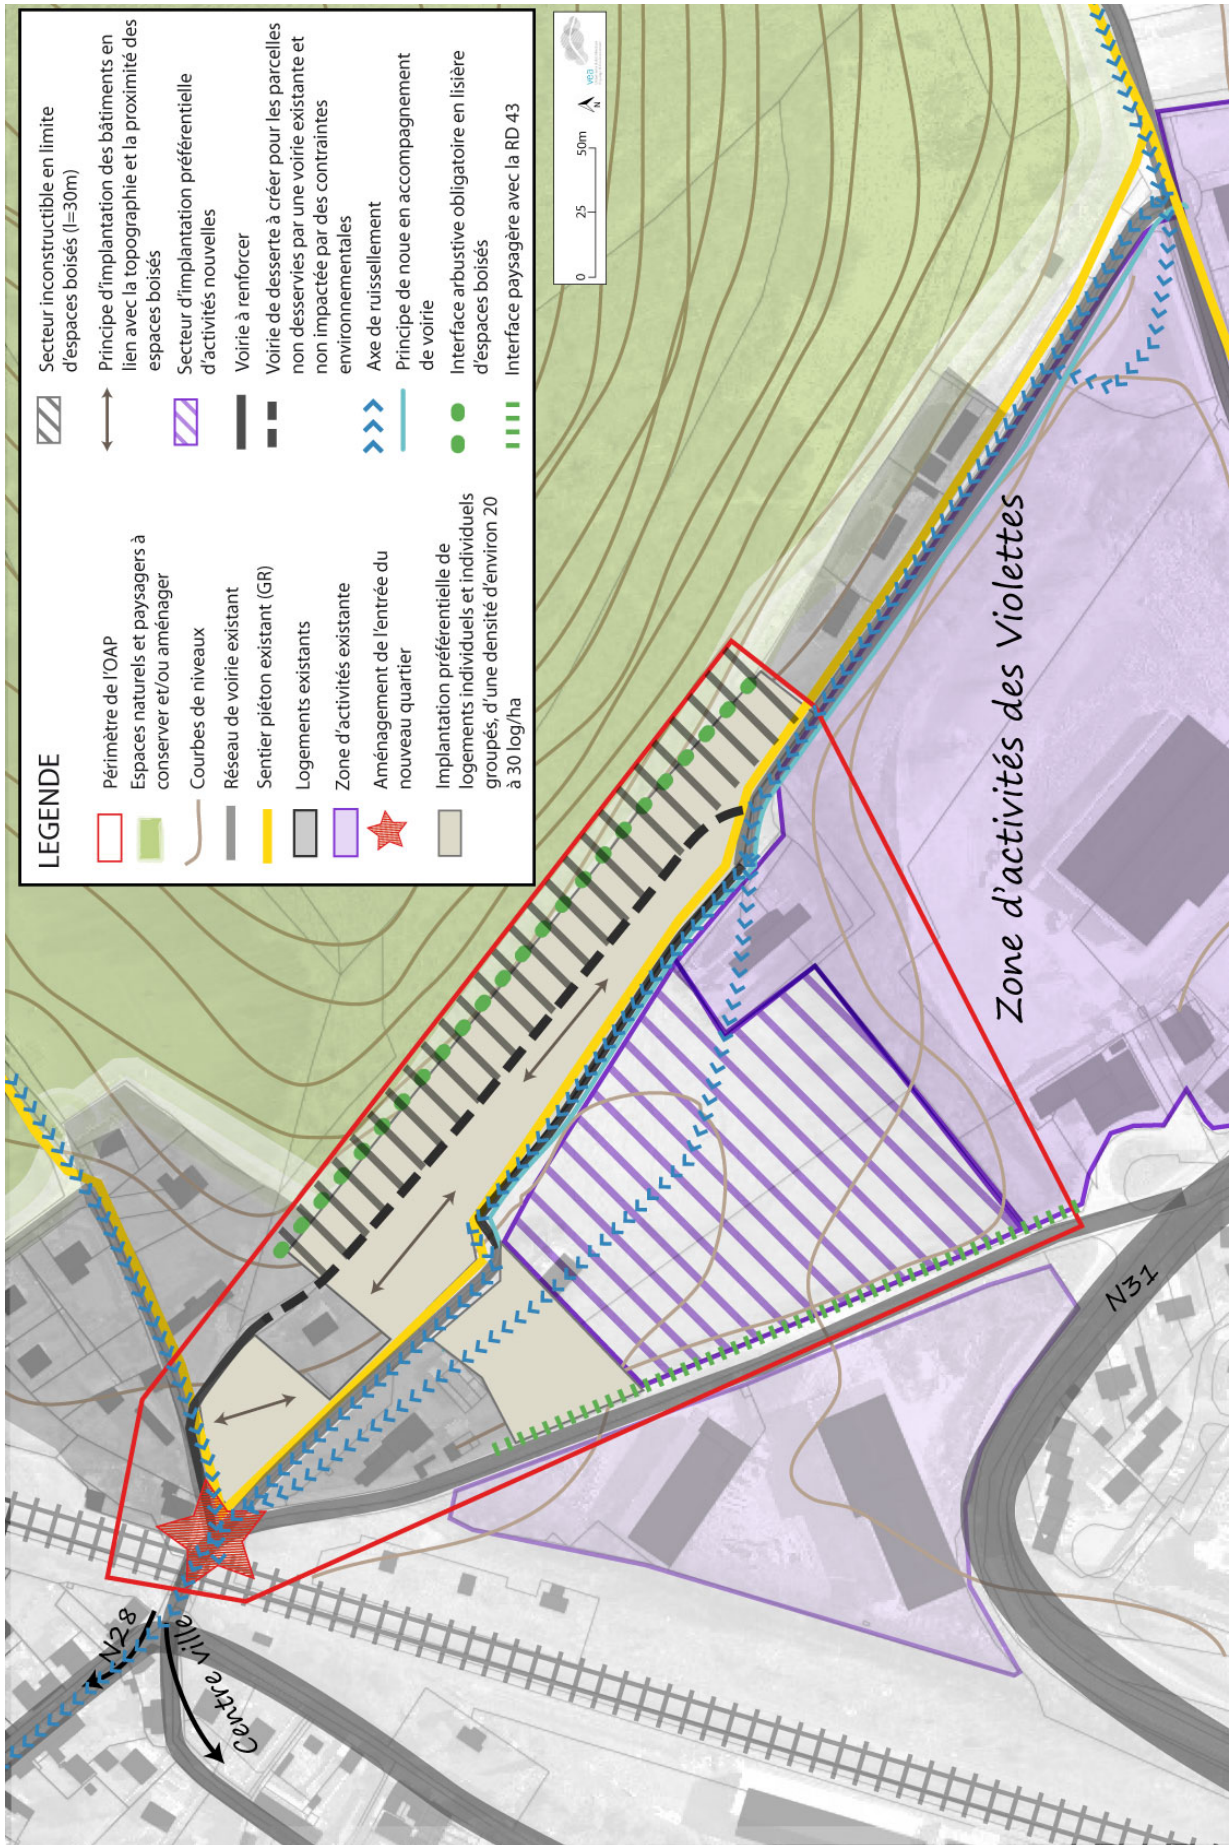 LEGENDE
Périmètre de l'OAP
Espaces naturels et paysagers à
conserver et/ou aménager
Courbes de niveaux
Réseau de voirie existant
Sentier piéton existant (GR)
Logements existants
Zone d'activités existante
Aménagement de l'entrée du
nouveau quartier
Implantation préférentielle de
logements individuels et individuels
groupés, d'une densité d'environ 20
à 30 log/ha
Secteur inconstructible en limite
d'espaces boisés (l=30m)
Principe d'implantation des bâtiments en
lien avec la topographie et la proximité des
espaces boisés
Secteur d'implantation préférentielle
d'activités nouvelles
Voirie à renforcer
Voirie de desserte à créer pour les parcelles
non desservies par une voirie existante et
non impactée par des contraintes
environnementales
Axe de ruissellement
Principe de noue en accompagnement
de voirie
Interface arbustive obligatoire en lisière
d'espaces boisés
Interface paysagère avec la RD 43
0 25 50m
N
vea
N28
Centre ville
Zone d'activités des Violettes
N31